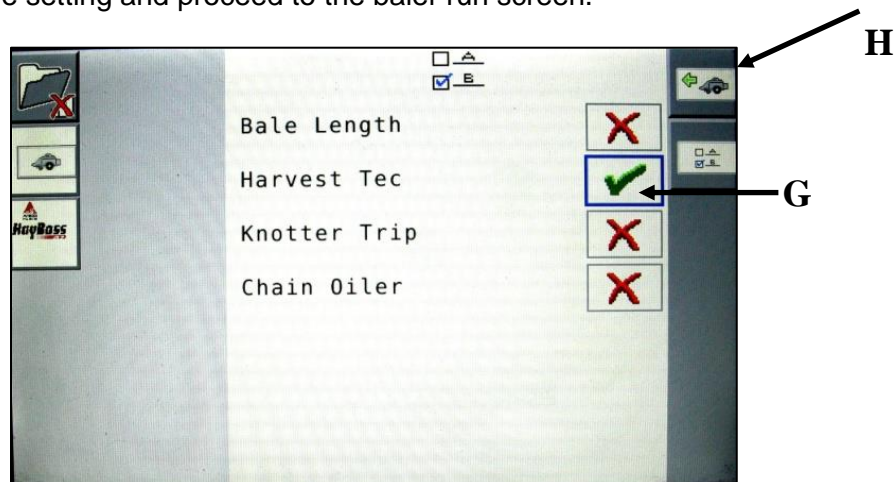 e setting and proceed to the baler run screen.
H
A
B
Bale Length
A
B
Harvest Tec
G
HayBoss
Knotter Trip
Chain Oiler